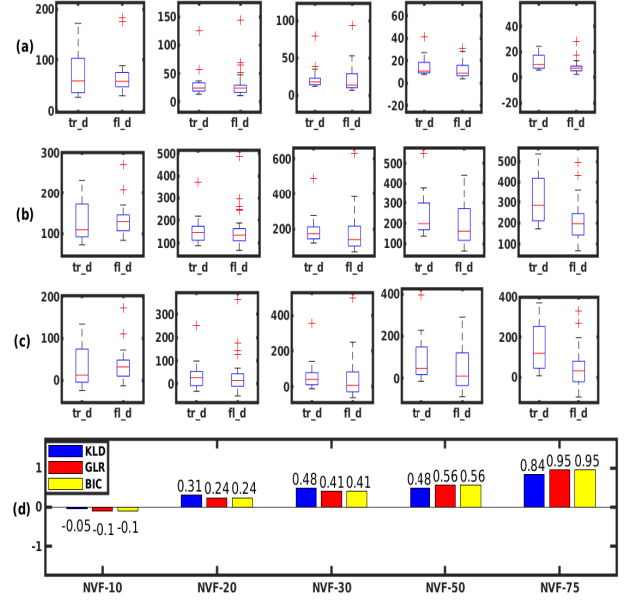 200
100
0
tr_d fl_d
150
100
50
0
tr_d fl_d
100
50
0
tr_d fl_d
60
40
20
0
-20
tr_d fl_d
40
20
0
-20
tr_d fl_d
(a)
300
200
100
tr_d fl_d
500
400
300
200
100
tr_d fl_d
600
400
200
tr_d fl_d
500
400
300
200
100
tr_d fl_d
500
400
300
200
100
tr_d fl_d
(b)
200
100
0
tr_d fl_d
300
200
100
0
tr_d fl_d
400
200
0
tr_d fl_d
400
200
0
tr_d fl_d
400
200
0
tr_d fl_d
(c)
KLD
GLR
BIC
1
0
-1
(d)
-0.05 -0.1 -0.1
0.31 0.24 0.24
0.48 0.41 0.41
0.48 0.56 0.56
0.84 0.95 0.95
NVF-10 NVF-20 NVF-30 NVF-50 NVF-75